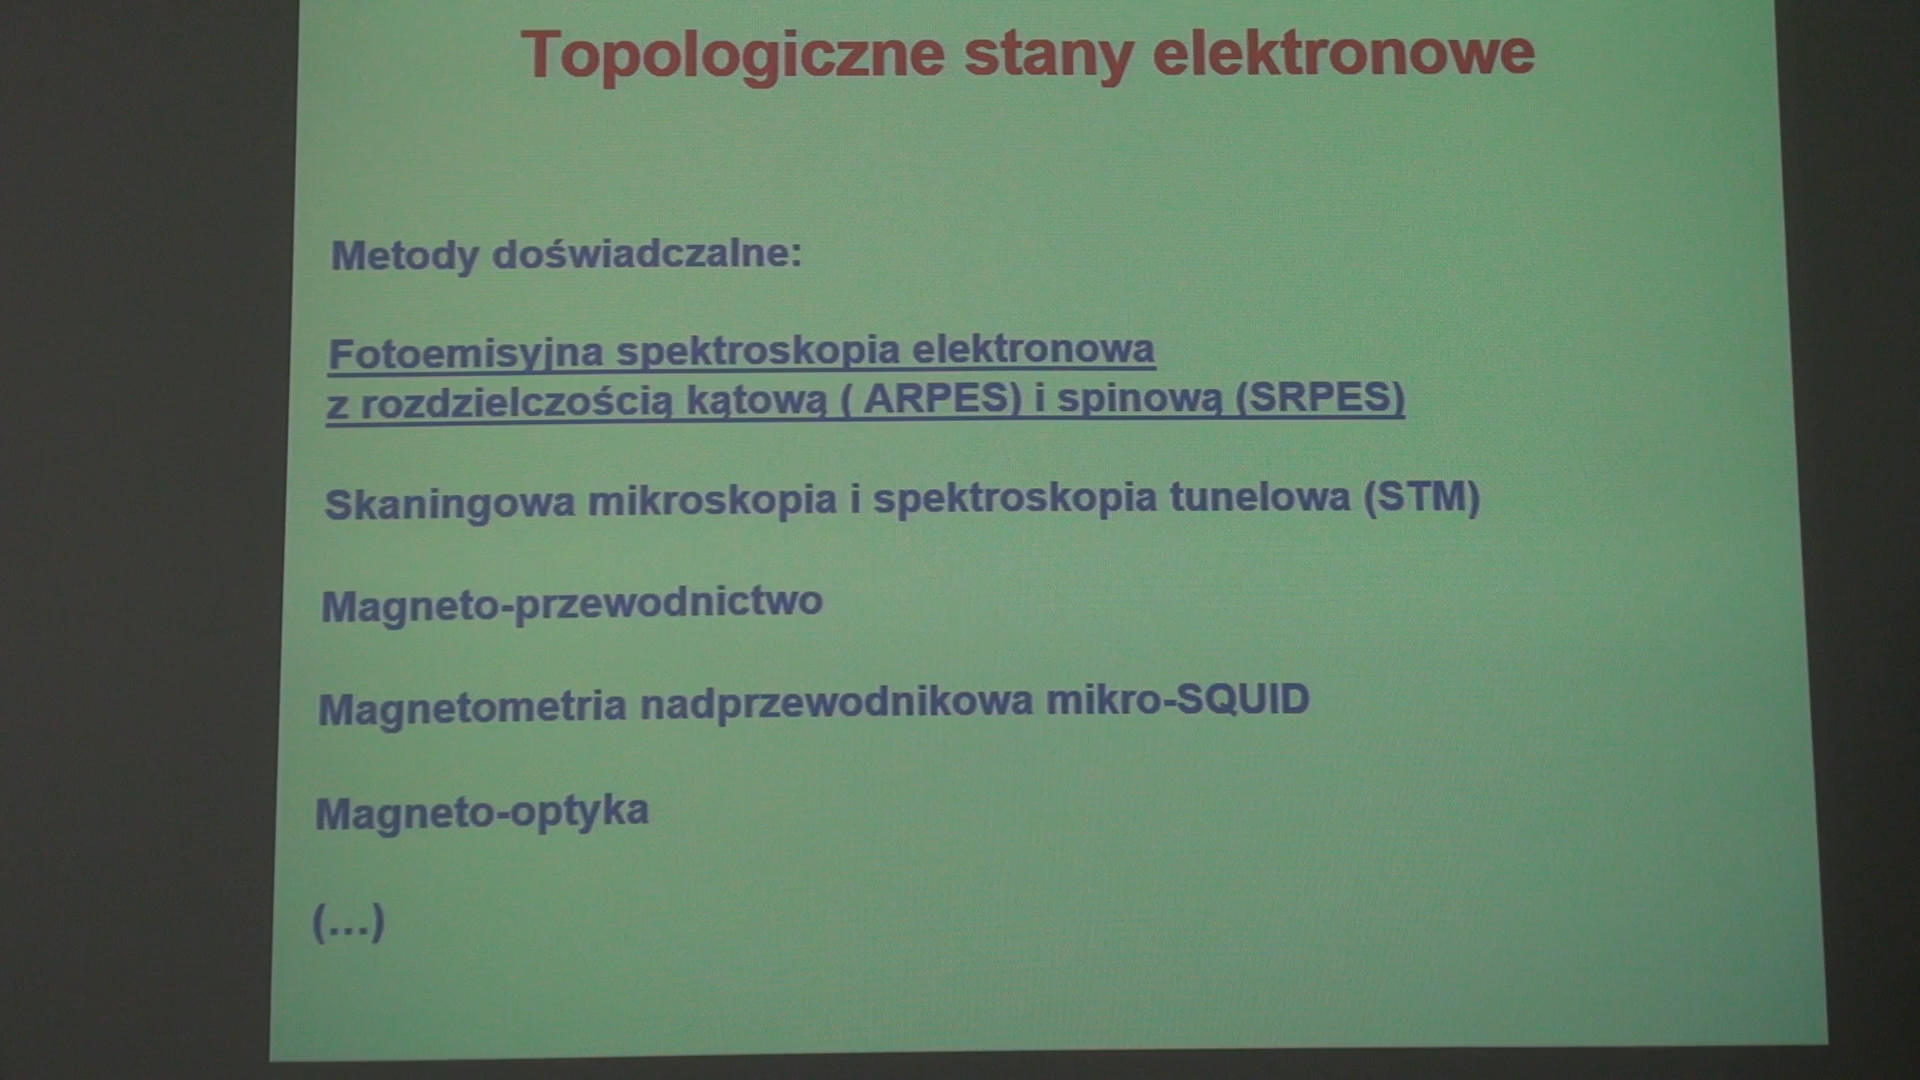 Topologiczne stany elektronowe
Metody doświadczalne:
Fotoemisyjna spektroskopia elektronowa
z rozdzielczością kątową ( ARPES) i spinową (SRPES)
Skaningowa mikroskopia i spektroskopia tunelowa (STM)
Magneto-przewodnictwo
Magnetometria nadprzewodnikowa mikro-SQUID
Magneto-optyka
(...)